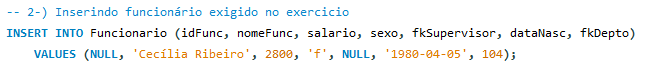 -- 2-) Inserindo funcionário exigido no exercicio
INSERT INTO Funcionario (idFunc, nomeFunc, salario, sexo, fkSupervisor, dataNasc, fkDepto)
VALUES (NULL, 'Cecília Ribeiro', 2800, 'f', NULL, '1980-04-05', 104);